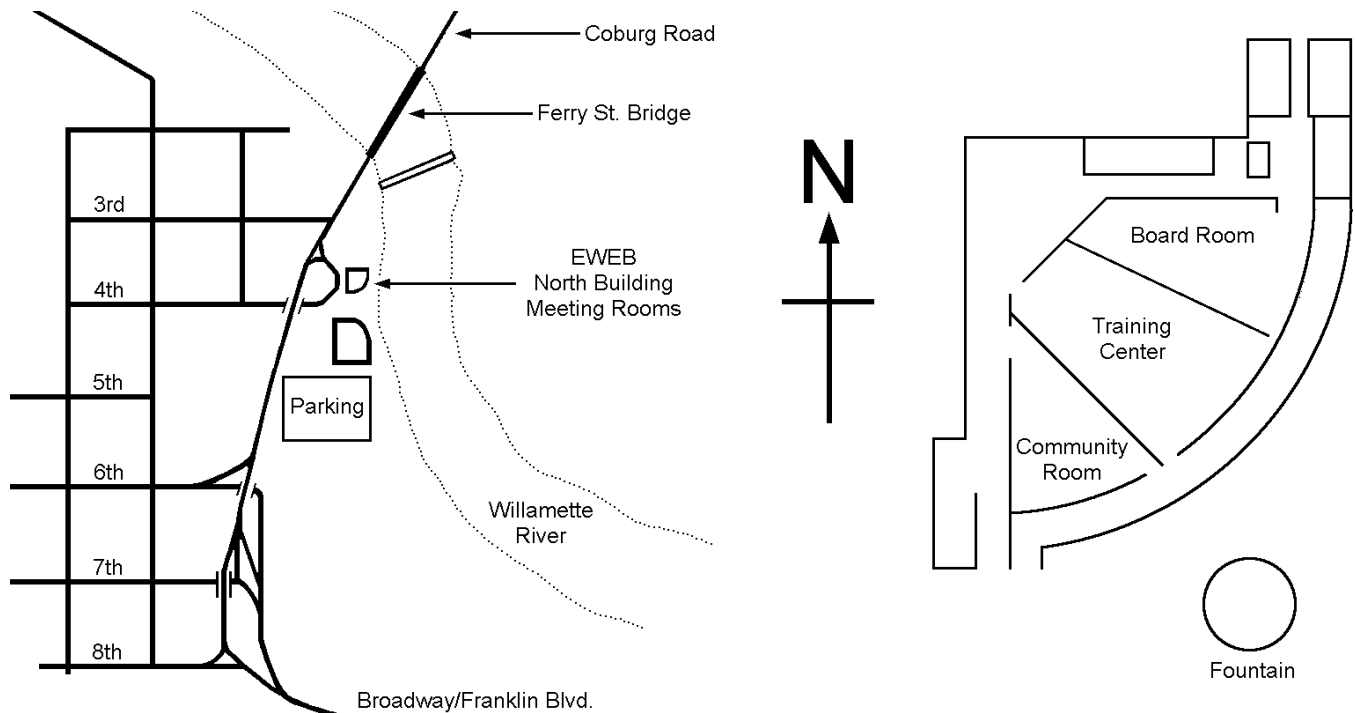 Coburg Road
Ferry St. Bridge
3rd
EWEB
North Building
Meeting Rooms
4th
5th
Parking
6th
Willamette
River
7th
8th
Broadway/Franklin Blvd.
N
Board Room
Training
Center
Community
Room
Fountain